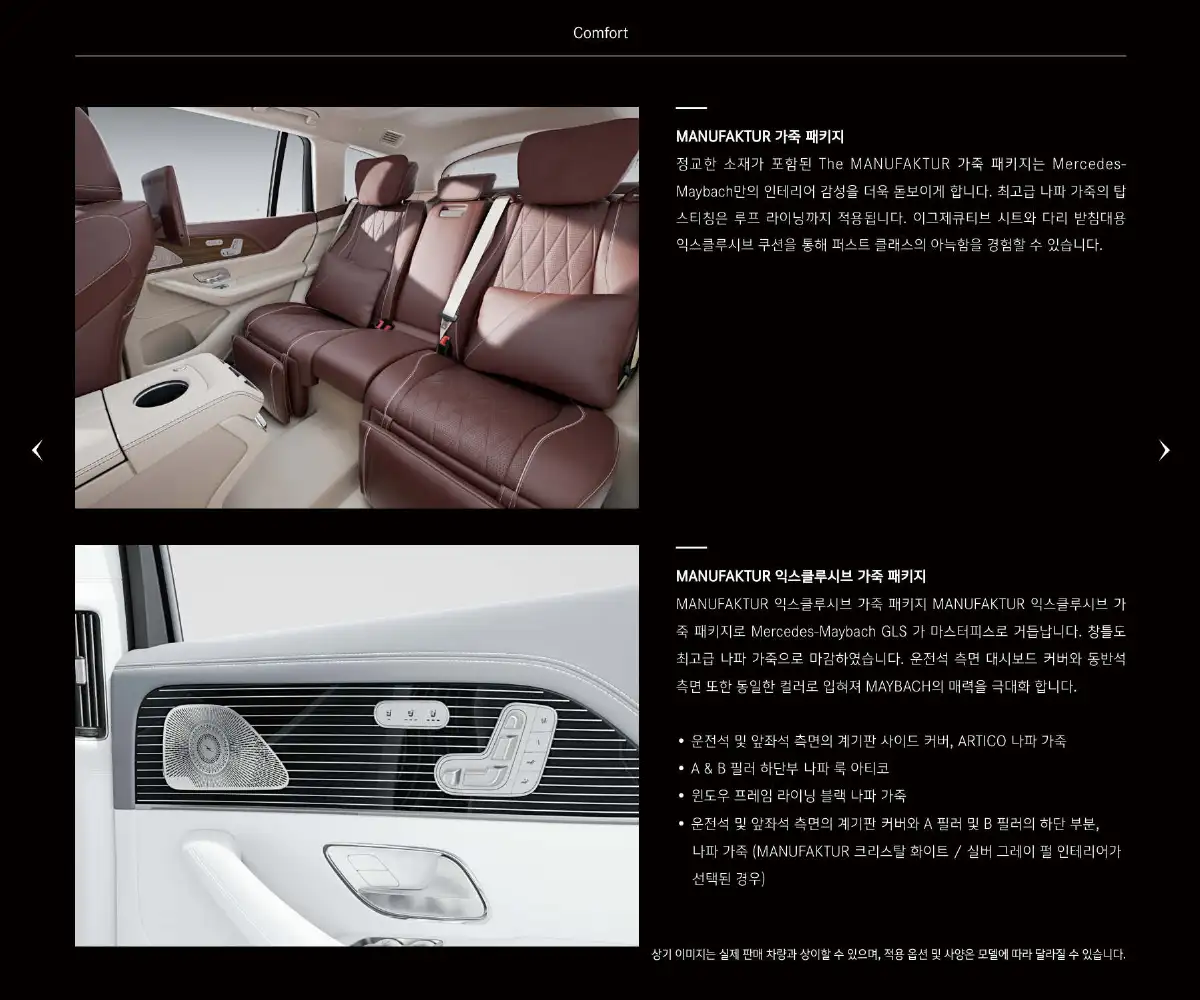 Comfort
MANUFAKTUR 가죽 패키지
정교한 소재가 포함된 The MANUFAKTUR 가죽 패키지는 Mercedes-
Maybach만의 인테리어 감성을 더욱 돋보이게 합니다. 최고급 나파 가죽의 탑
스티칭은 루프 라이닝까지 적용됩니다. 이그제큐티브 시트와 다리 받침대용
익스클루시브 쿠션을 통해 퍼스트 클래스의 아늑함을 경험할 수 있습니다.
MANUFAKTUR 익스클루시브 가죽 패키지
MANUFAKTUR 익스클루시브 가죽 패키지 MANUFAKTUR 익스클루시브 가
죽 패키지로 Mercedes-Maybach GLS 가 마스터피스로 거듭납니다. 창틀도
최고급 나파 가죽으로 마감하였습니다. 운전석 측면 대시보드 커버와 동반석
측면 또한 동일한 컬러로 입혀져 MAYBACH의 매력을 극대화 합니다.
• 운전석 및 앞좌석 측면의 계기판 사이드 커버, ARTICO 나파 가죽
• A & B 필러 하단부 나파 룩 아티코
• 윈도우 프레임 라이닝 블랙 나파 가죽
• 운전석 및 앞좌석 측면의 계기판 커버와 A 필러 및 B 필러의 하단 부분,
나파 가죽 (MANUFAKTUR 크리스탈 화이트 / 실버 그레이 펄 인테리어가
선택된 경우)
상기 이미지는 실제 판매 차량과 상이할 수 있으며, 적용 옵션 및 사양은 모델에 따라 달라질 수 있습니다.